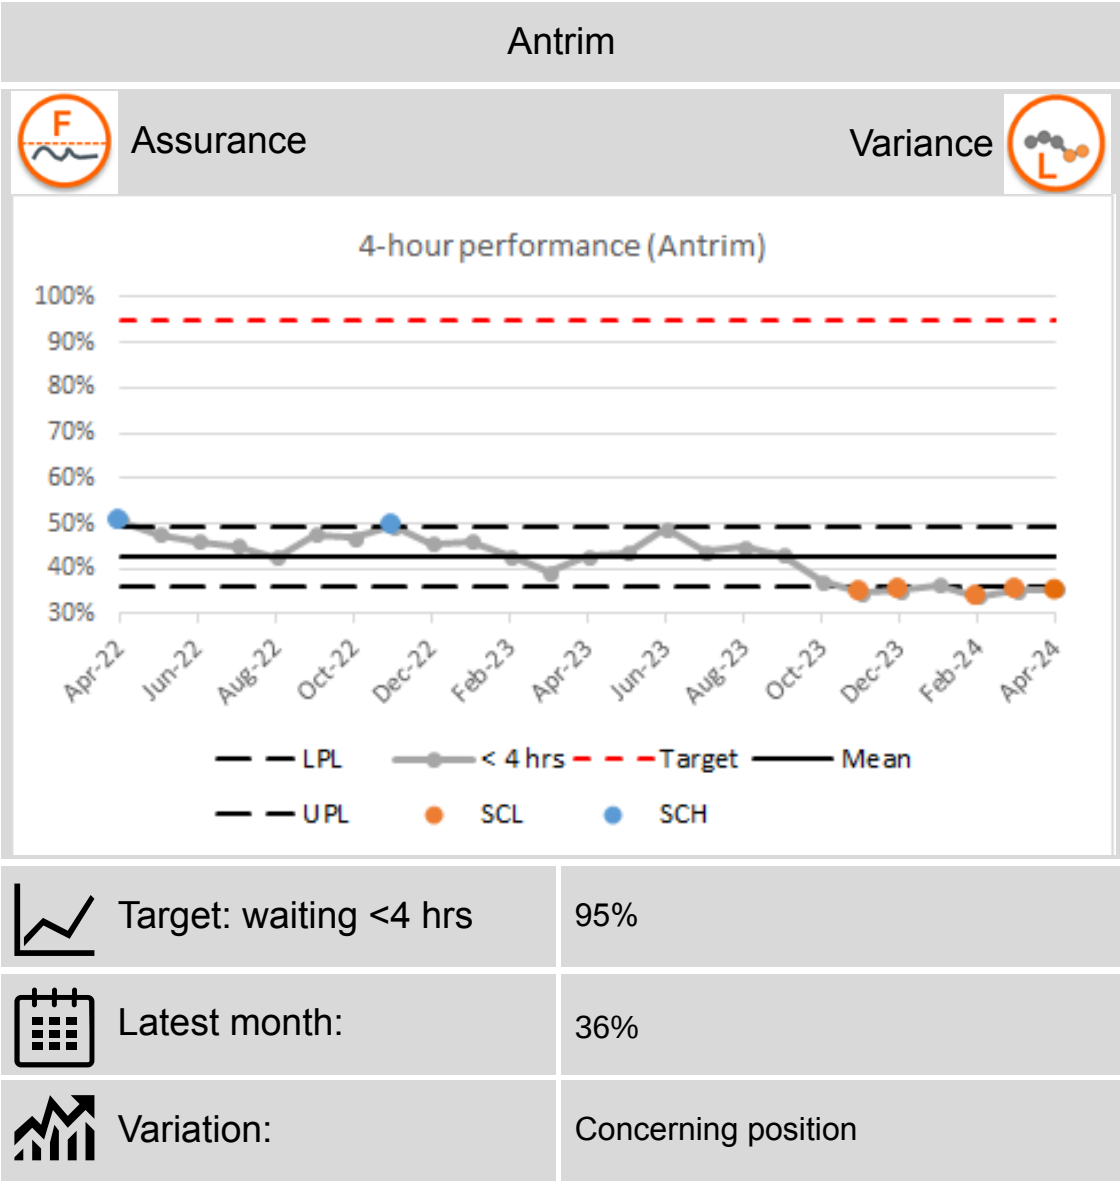 Antrim
F
Assurance
Variance
L
4-hour performance (Antrim)
100%
90%
80%
70%
60%
50%
40%
30%
Apr-22
Jun-22
Aug-22
Oct-22
Dec-22
Feb-23
Apr-23
Jun-23
Aug-23
Oct-23
Dec-23
Feb-24
Apr-24
LPL
< 4 hrs
Target
Mean
UPL
SCL
SCH
Target: waiting <4 hrs 95%
Latest month: 36%
Variation: Concerning position